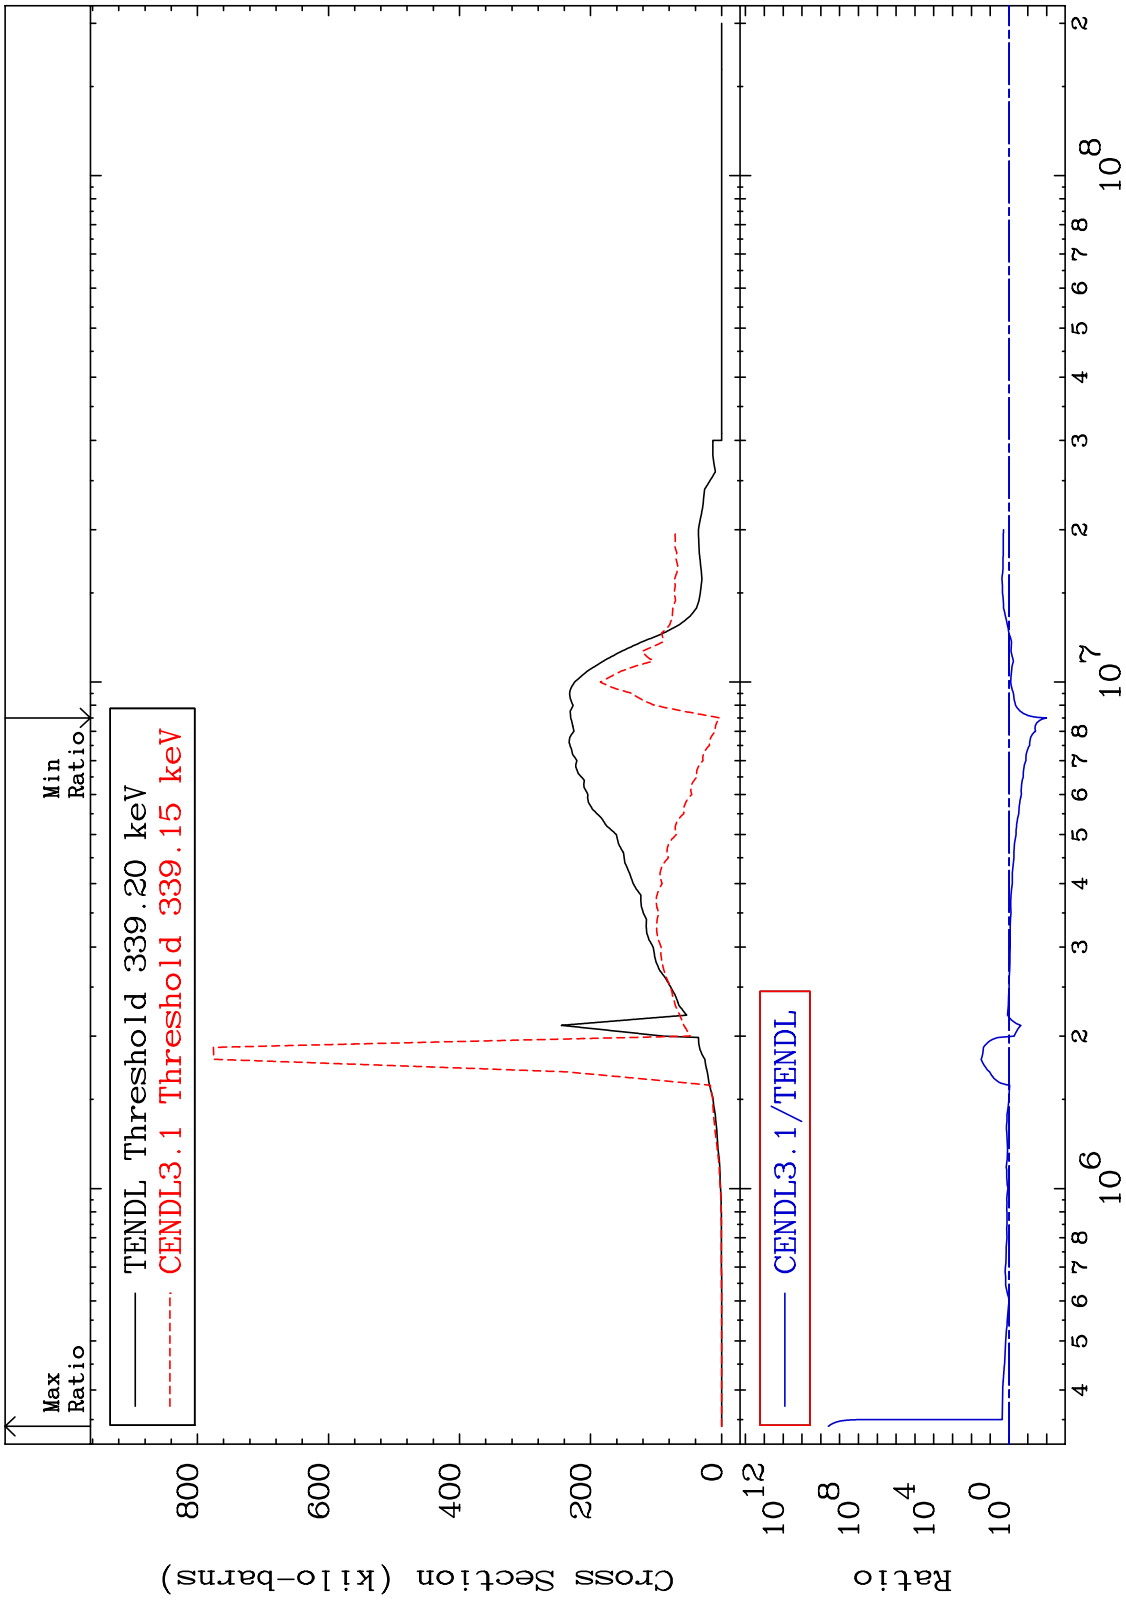 Max
Ratio
Min
Ratio
TENDL Threshold 339.20 keV
CENDL3.1 Threshold 339.15 keV
800
600
400
200
0
Cross Section (kilo-barns)
CENDL3.1/TENDL
10^12
10^8
10^4
10^0
Ratio
4 5 6 7 8 2 3 4 5 6 7 8 2 3 4 5 6 7 8 2
10^6 10^7 10^8